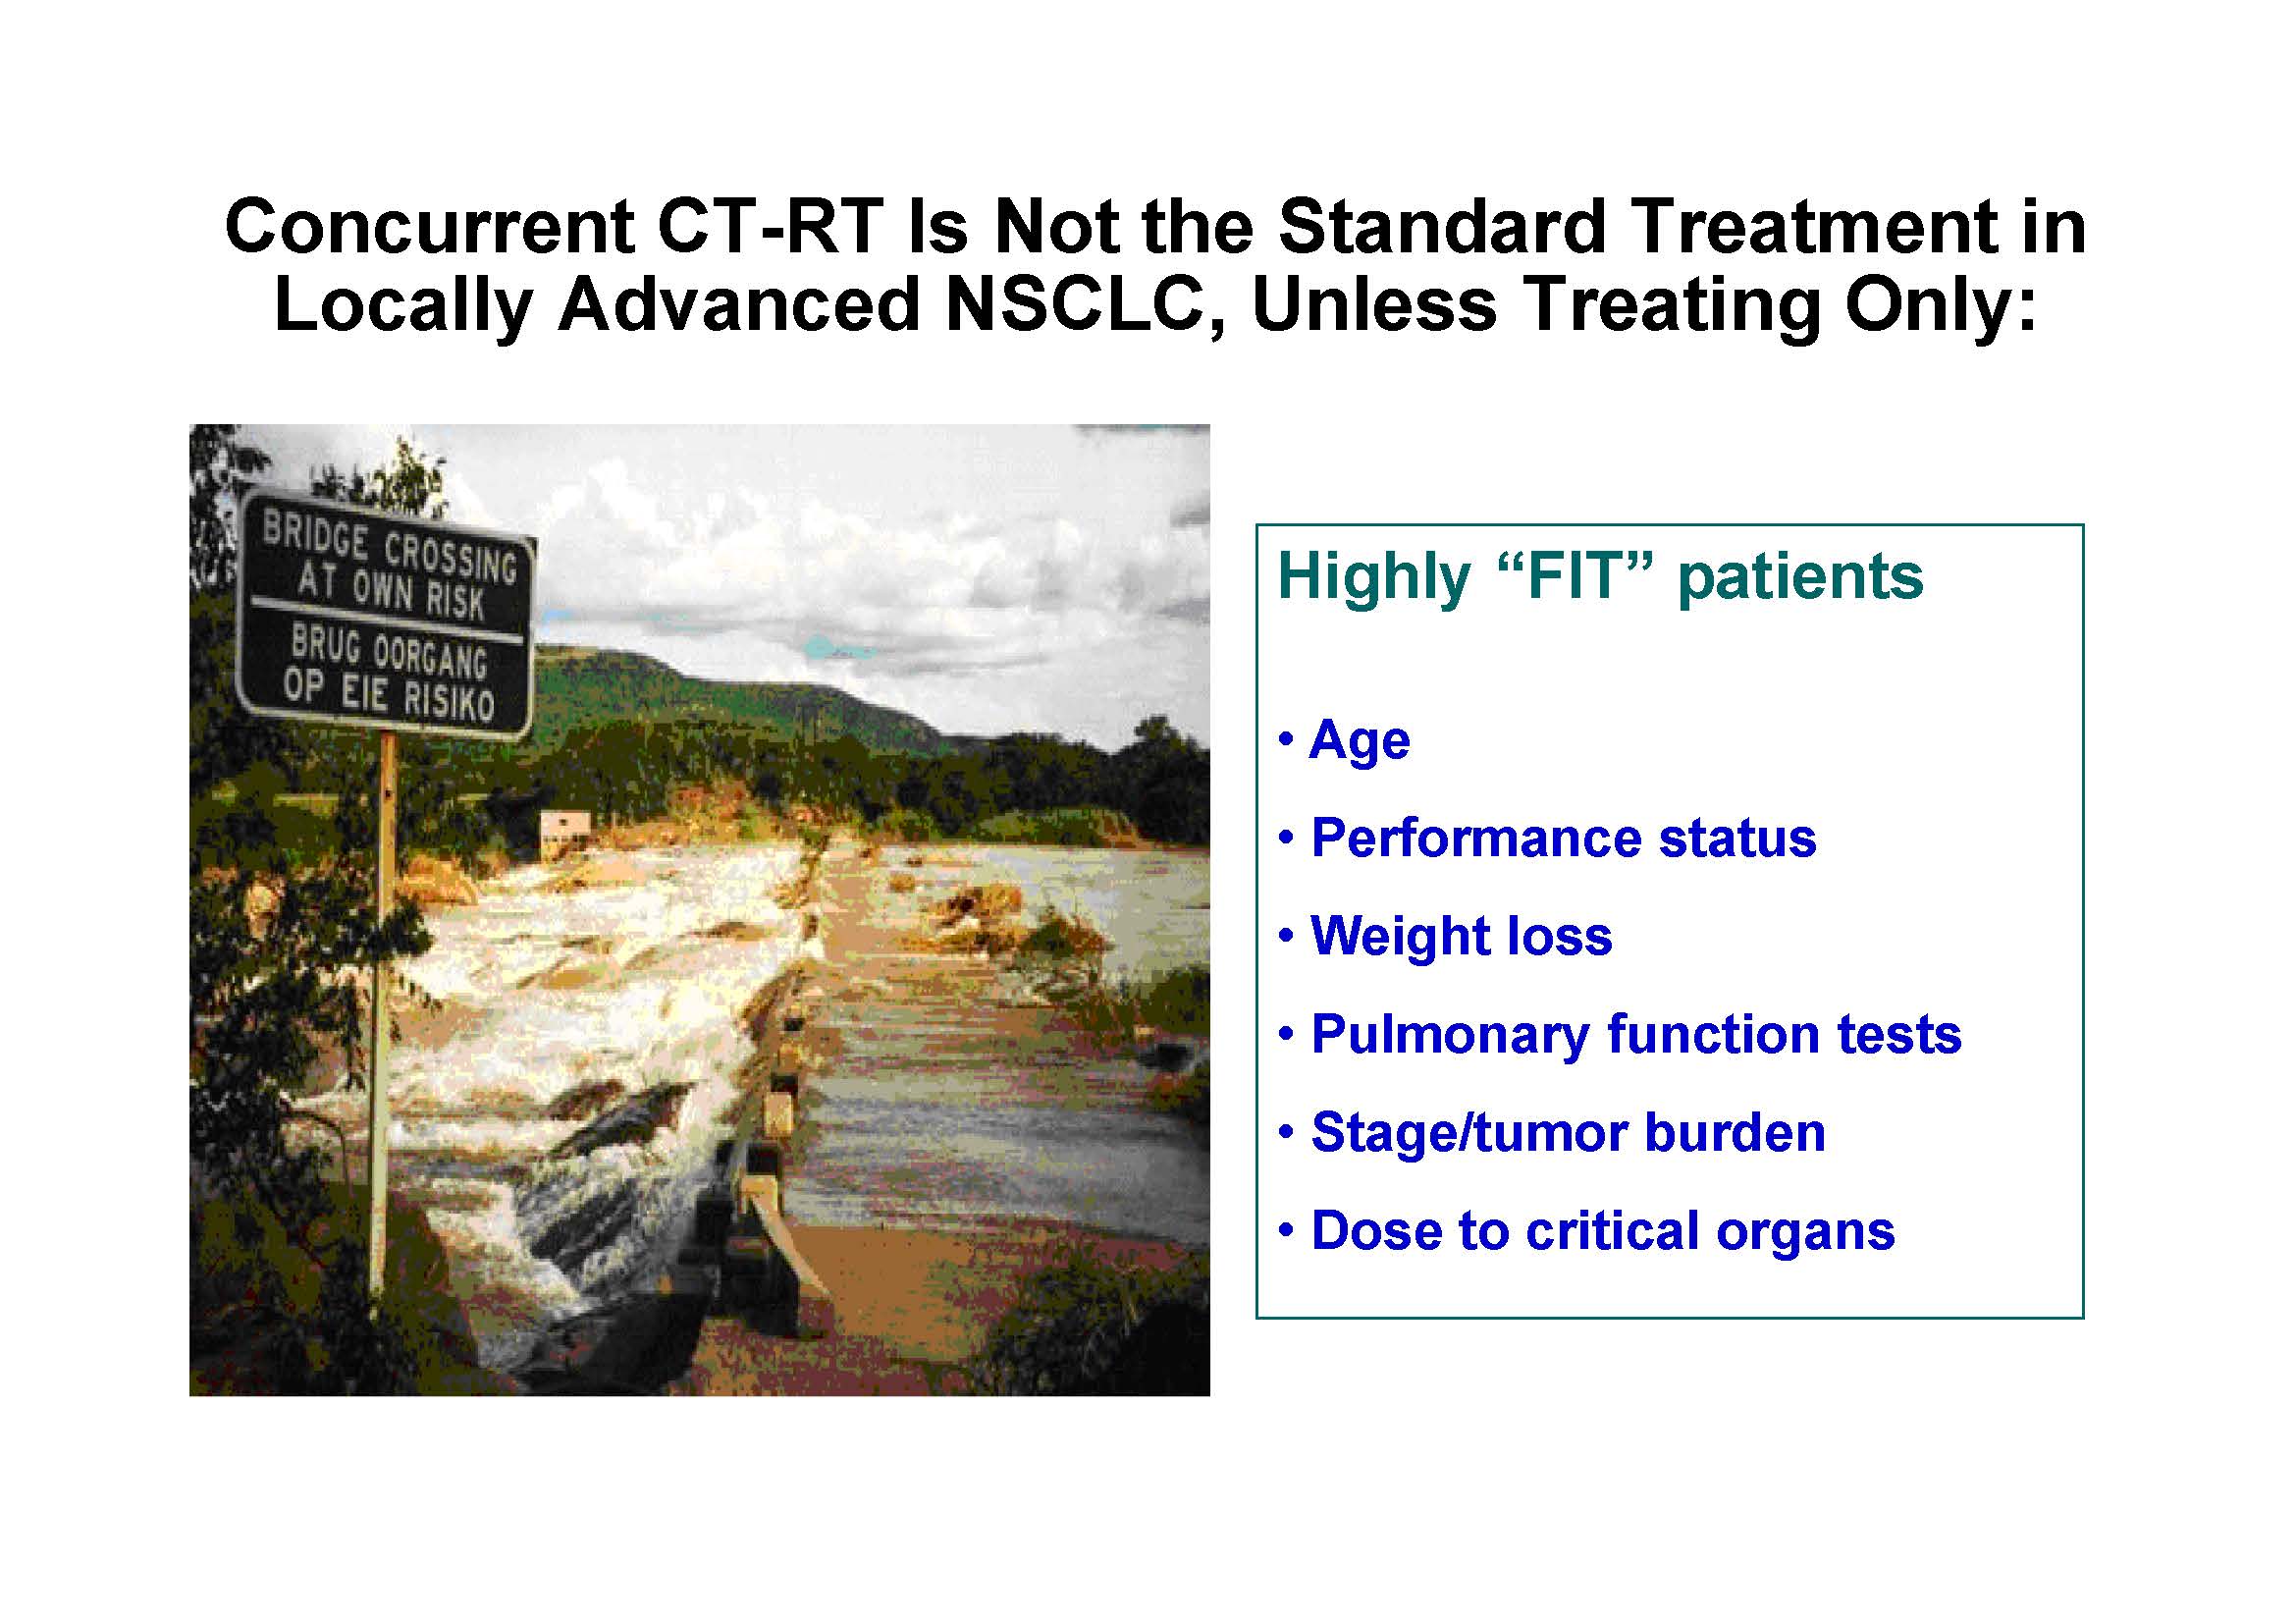 Concurrent CT-RT Is Not the Standard Treatment in
Locally Advanced NSCLC, Unless Treating Only:
BRIDGE CROSSING
AT OWN RISK
BRUG OORGANG
OP EIE RISIKO
Highly “FIT” patients
• Age
• Performance status
• Weight loss
• Pulmonary function tests
• Stage/tumor burden
• Dose to critical organs